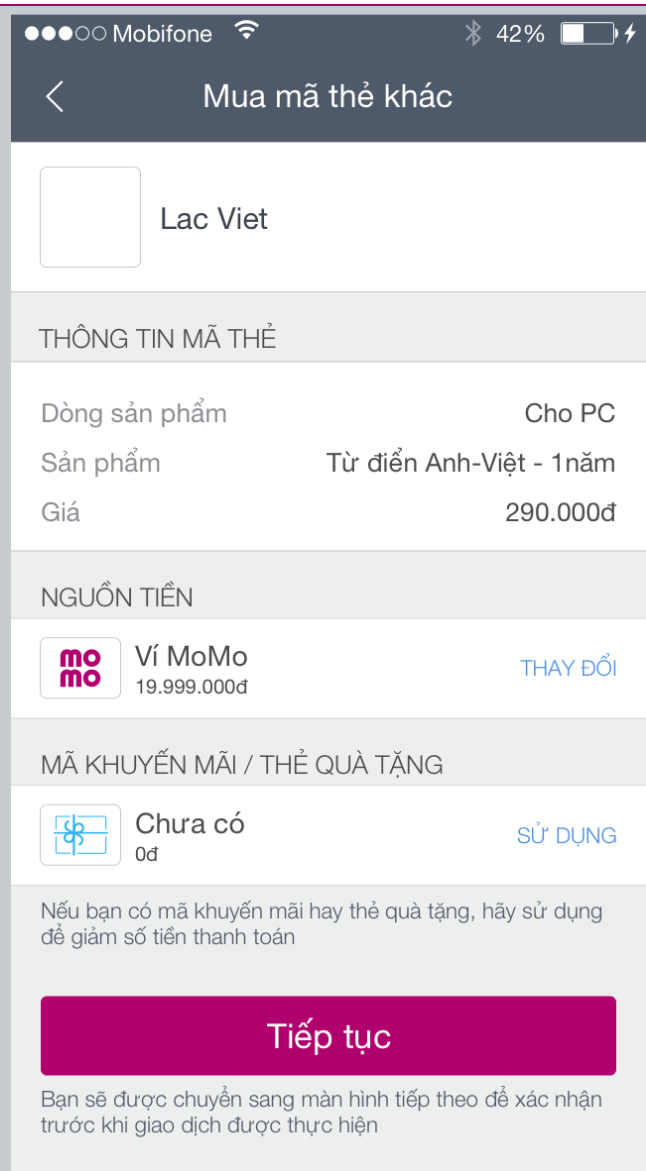 Mobifone 42%
Mua mã thẻ khác
Lac Viet
THÔNG TIN MÃ THẺ
Dòng sản phẩm Cho PC
Sản phẩm Từ điển Anh-Việt - 1năm
Giá 290.000đ
NGUỒN TIỀN
mo
mo
Ví MoMo
19.999.000đ
THAY ĐỔI
MÃ KHUYẾN MÃI / THẺ QUÀ TẶNG
Chưa có
0đ
SỬ DỤNG
Nếu bạn có mã khuyến mãi hay thẻ quà tặng, hãy sử dụng
để giảm số tiền thanh toán
Tiếp tục
Bạn sẽ được chuyển sang màn hình tiếp theo để xác nhận
trước khi giao dịch được thực hiện